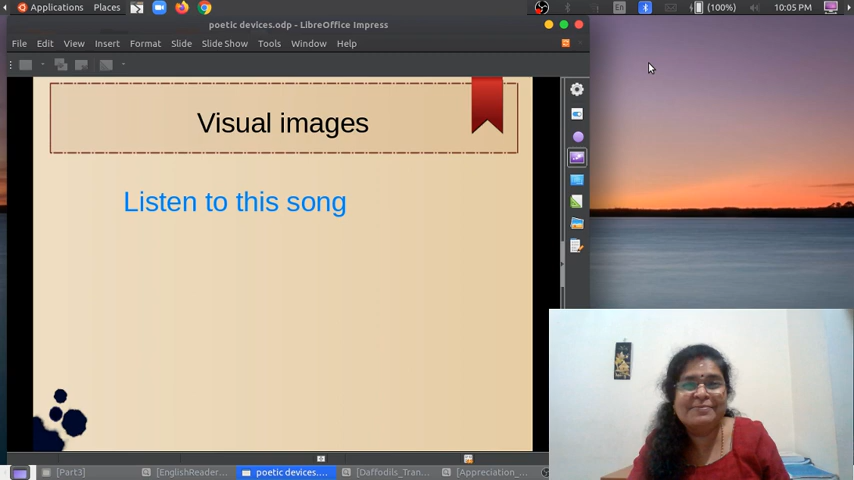 Applications Places En (100%) 10:05 PM
poetic devices.odp - LibreOffice Impress
File Edit View Insert Format Slide Slide Show Tools Window Help
Visual images
Listen to this song
[Part3] [EnglishReader... poetic devices.... [Daffodils_Tran... [Appreciation_...